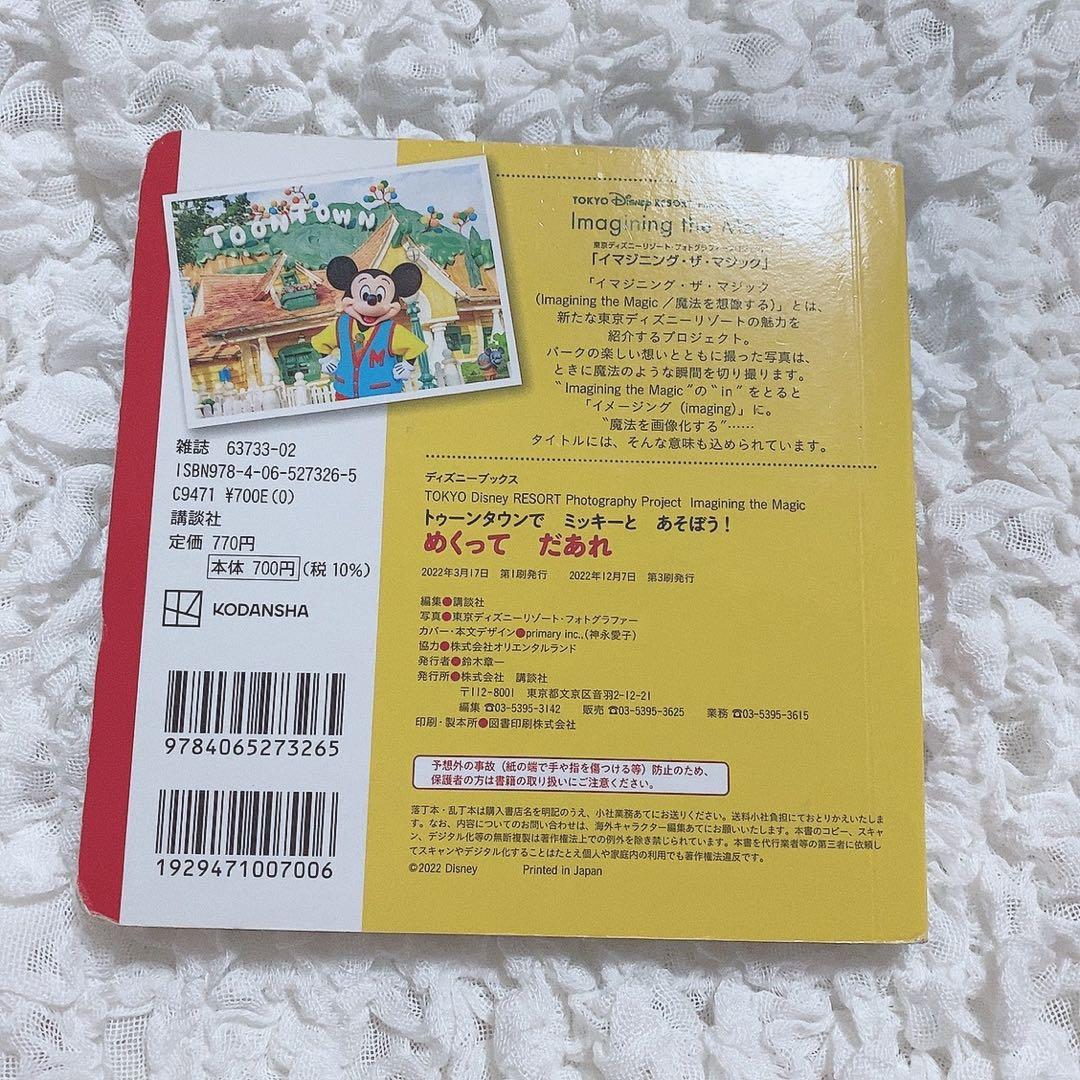 TOONTOWN
M
雑誌 63733-02
ISBN978-4-06-527326-5
C9471 ¥700E(0)
講談社
定価 770円
本体 700円 (税10%)
KODANSHA
9784065273265
1929471007006
TOKYO Disney RESORT
Imagining the
「イマジニング・ザ・マジック」
「イマジニング・ザ・マジック
(Imagining the Magic/魔法を想像する)」とは、
新たな東京ディズニーリゾートの魅力を
紹介するプロジェクト。
パークの楽しい想いとともに撮った写真は、
ときに魔法のような瞬間を切り撮ります。
"Imagining the Magic"の"in"をとると
「イメージング (imaging)」に。
"魔法を画像化する"……
タイトルには、そんな意味も込められています。
ディズニーブックス
TOKYO Disney RESORT Photography Project Imagining the Magic
トゥーンタウンで ミッキーと あそぼう!
めくって だあれ
2022年3月17日 第1刷発行 2022年12月7日 第3刷発行
編集●講談社
写真●東京ディズニーリゾート・フォトグラファー
カバー・本文デザイン●primary inc.,(神永愛子)
協力●株式会社オリエンタルランド
発行者●鈴木章一
発行所●株式会社 講談社
〒112-8001 東京都文京区音羽2-12-21
編集 ☎03-5395-3142 販売 ☎03-5395-3625 業務 ☎03-5395-3615
印刷・製本所●図書印刷株式会社
予想外の事故(紙の端で手や指を傷つける等)防止のため、
保護者の方は書籍の取り扱いにご注意ください。
落丁本・乱丁本は購入書店名を明記のうえ、小社業務あてにお送りください。送料小社負担にておとりかえいたしま
す。なお、内容についてのお問い合わせは、海外キャラクター編集あてにお願いいたします。本書のコピー、スキャ
ン、デジタル化等の無断複製は著作権法上での例外を除き禁じられています。本書を代行業者等の第三者に依頼し
てスキャンやデジタル化することはたとえ個人や家庭内の利用でも著作権法違反です。
©2022 Disney Printed in Japan